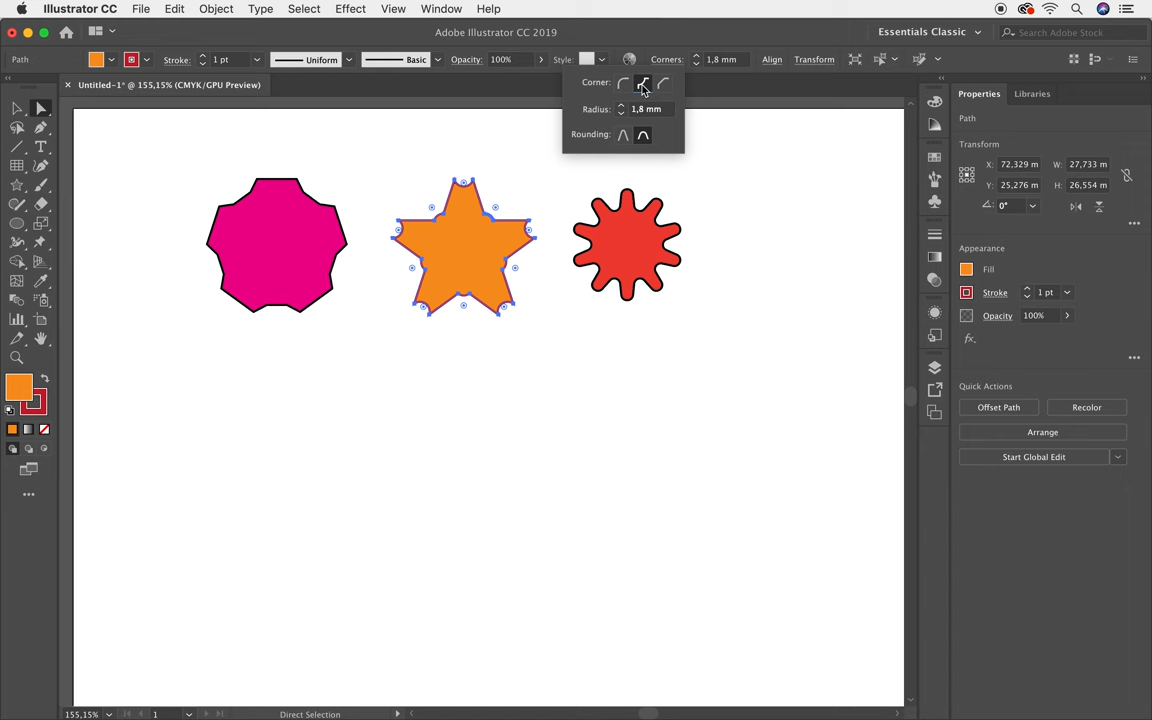 Illustrator CC File Edit Object Type Select Effect View Window Help
Adobe Illustrator CC 2019
Essentials Classic
Search Adobe Stock
Path
Stroke: 1 pt
Uniform
Basic
Opacity: 100%
Style:
Corners: 1,8 mm
Align
Transform
× Untitled-1* @ 155,15% (CMYK/GPU Preview)
Corner:
Radius: 1,8 mm
Rounding:
Properties Libraries
Path
Transform
X: 72,329 m W: 27,733 m
Y: 25,276 m H: 26,554 m
0°
Appearance
Fill
Stroke 1 pt
Opacity 100%
fx.
Quick Actions
Offset Path Recolor
Arrange
Start Global Edit
155,15% 1 Direct Selection